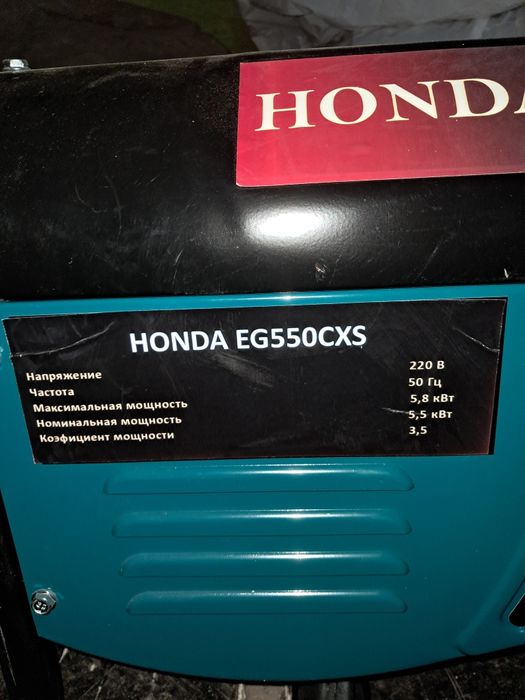 HONDA
HONDA EG550CXS
Напряжение 220 В
Частота 50 Гц
Максимальная мощность 5,8 кВт
Номинальная мощность 5,5 кВт
Коэфициент мощности 3,5